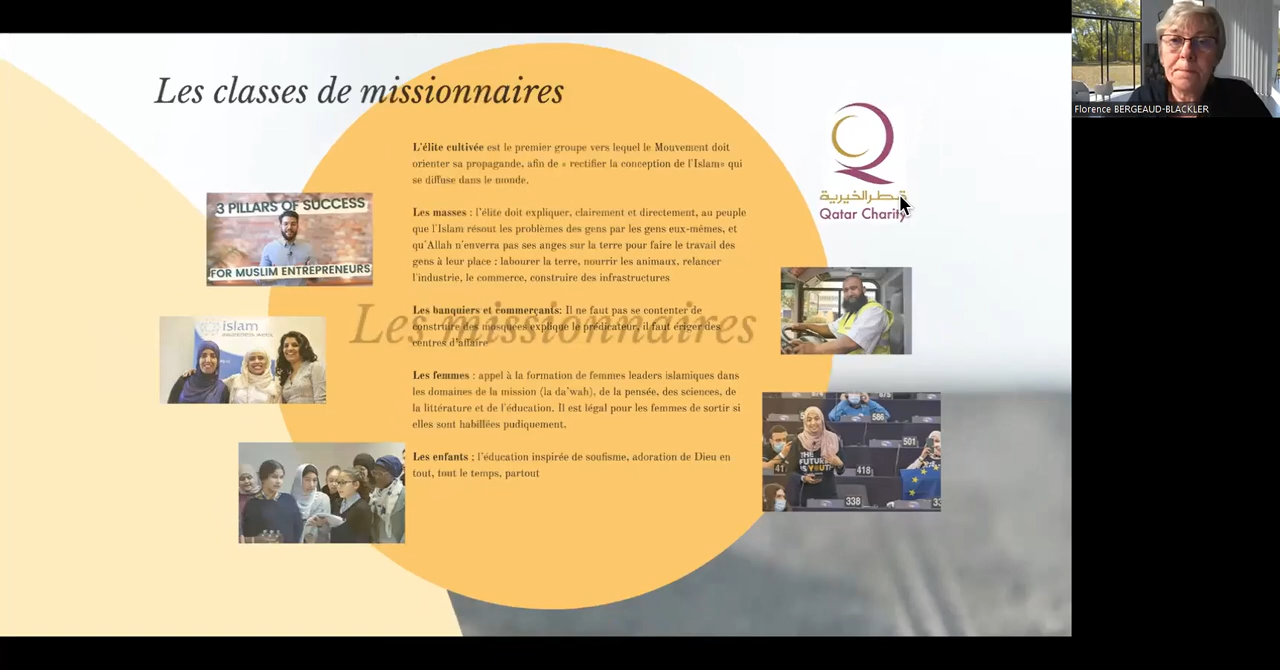 Les classes de missionnaires
L'élite cultivée est le premier groupe vers lequel le Mouvement doit
orienter sa propagande, afin de « rectifier la conception de l'Islam» qui
se diffuse dans le monde.
Les masses : l'élite doit expliquer, clairement et directement, au peuple
que l'Islam résout les problèmes des gens par les gens eux-mêmes, et
qu'Allah n'enverra pas ses anges sur la terre pour faire le travail des
gens à leur place : labourer la terre, nourrir les animaux, relancer
l'industrie, le commerce, construire des infrastructures
Les banquiers et commerçants: Il ne faut pas se contenter de
construire des mosquées explique le prédicateur, il faut ériger des
centres d'affaire
Les femmes : appel à la formation de femmes leaders islamiques dans
les domaines de la mission (la da'wah), de la pensée, des sciences, de
la littérature et de l'éducation. Il est légal pour les femmes de sortir si
elles sont habillées pudiquement.
Les enfants : l'éducation inspirée de soufisme, adoration de Dieu en
tout, tout le temps, partout
Les missionnaires
3 PILLARS OF SUCCESS
FOR MUSLIM ENTREPRENEURS
islam
قطر الخيرية
Qatar Charity
THE
FUTURE
IS YOUTH
586
501
418
338
Florence BERGEAUD-BLACKLER